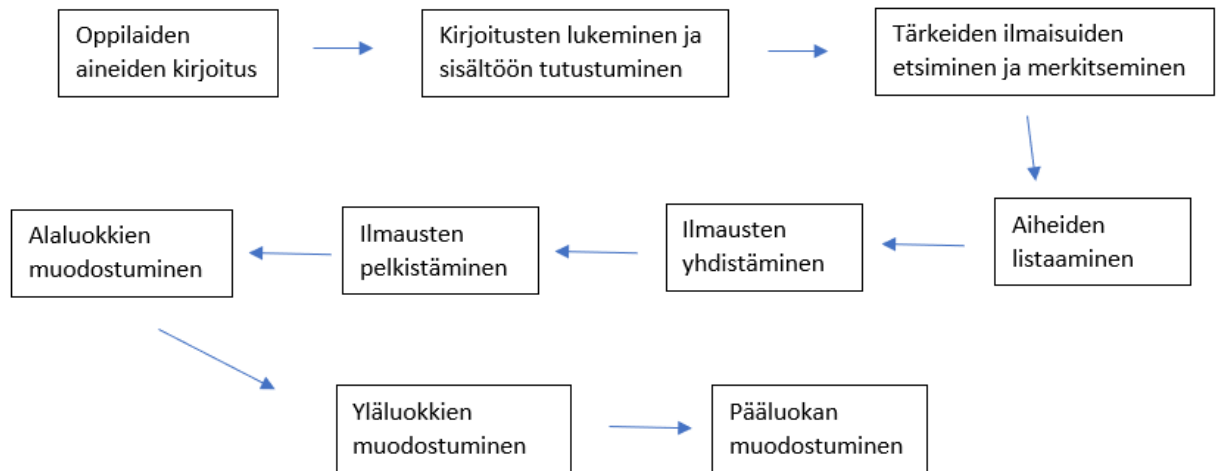 Oppilaiden
aineiden kirjoitus
Kirjoitusten lukeminen ja
sisältöön tutustuminen
Tärkeiden ilmaisuiden
etsiminen ja merkitseminen
Aiheiden
listaaminen
Ilmausten
yhdistäminen
Ilmausten
pelkistäminen
Alaluokkien
muodostuminen
Yläluokkien
muodostuminen
Pääluokan
muodostuminen